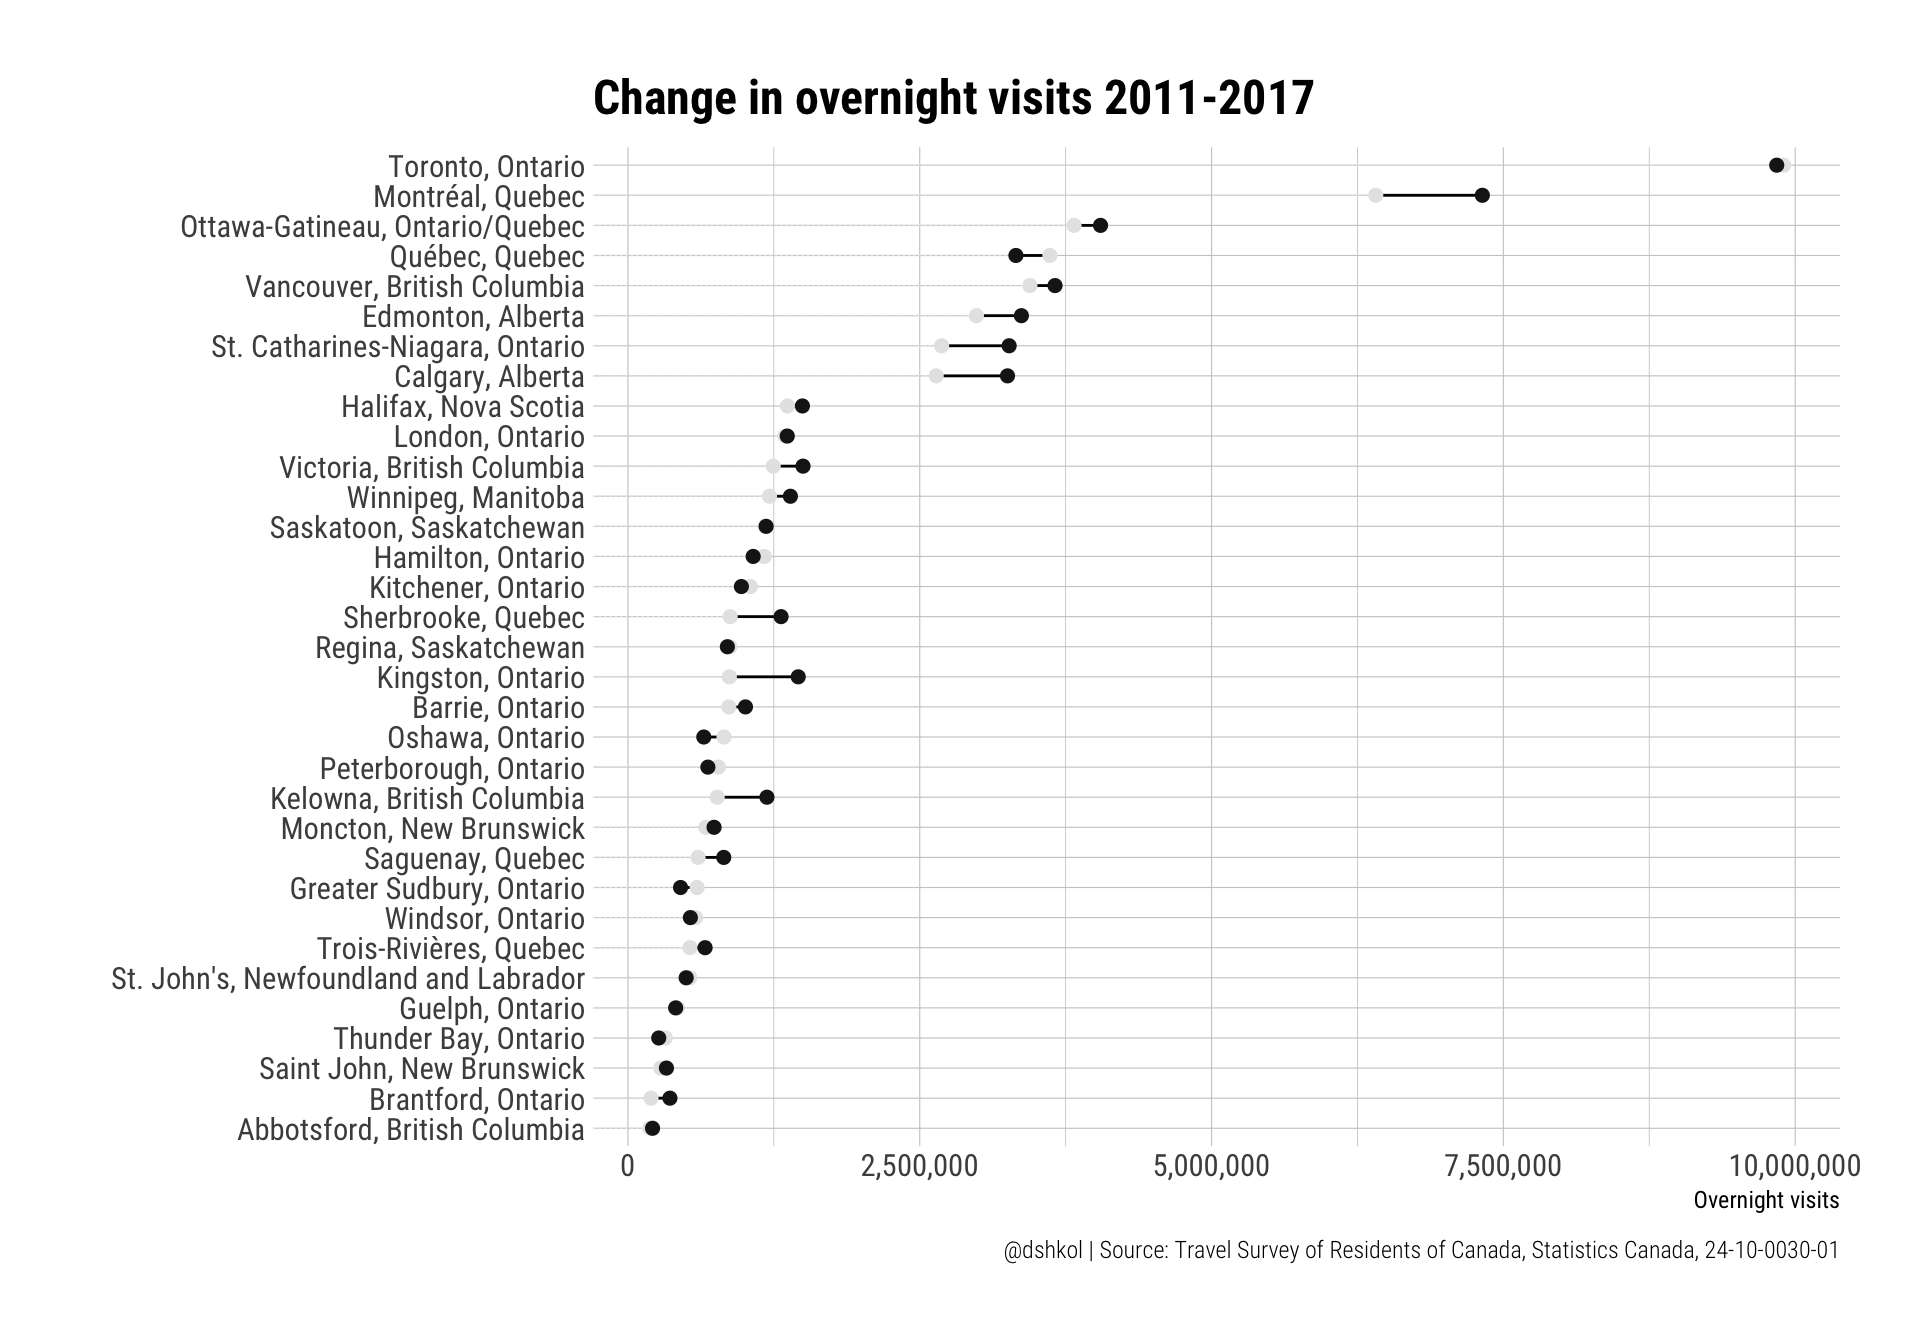 Change in overnight visits 2011-2017
Toronto, Ontario
Montréal, Quebec
Ottawa-Gatineau, Ontario/Quebec
Québec, Quebec
Vancouver, British Columbia
Edmonton, Alberta
St. Catharines-Niagara, Ontario
Calgary, Alberta
Halifax, Nova Scotia
London, Ontario
Victoria, British Columbia
Winnipeg, Manitoba
Saskatoon, Saskatchewan
Hamilton, Ontario
Kitchener, Ontario
Sherbrooke, Quebec
Regina, Saskatchewan
Kingston, Ontario
Barrie, Ontario
Oshawa, Ontario
Peterborough, Ontario
Kelowna, British Columbia
Moncton, New Brunswick
Saguenay, Quebec
Greater Sudbury, Ontario
Windsor, Ontario
Trois-Rivières, Quebec
St. John's, Newfoundland and Labrador
Guelph, Ontario
Thunder Bay, Ontario
Saint John, New Brunswick
Brantford, Ontario
Abbotsford, British Columbia
0 2,500,000 5,000,000 7,500,000 10,000,000
Overnight visits
@dshkol | Source: Travel Survey of Residents of Canada, Statistics Canada, 24-10-0030-01